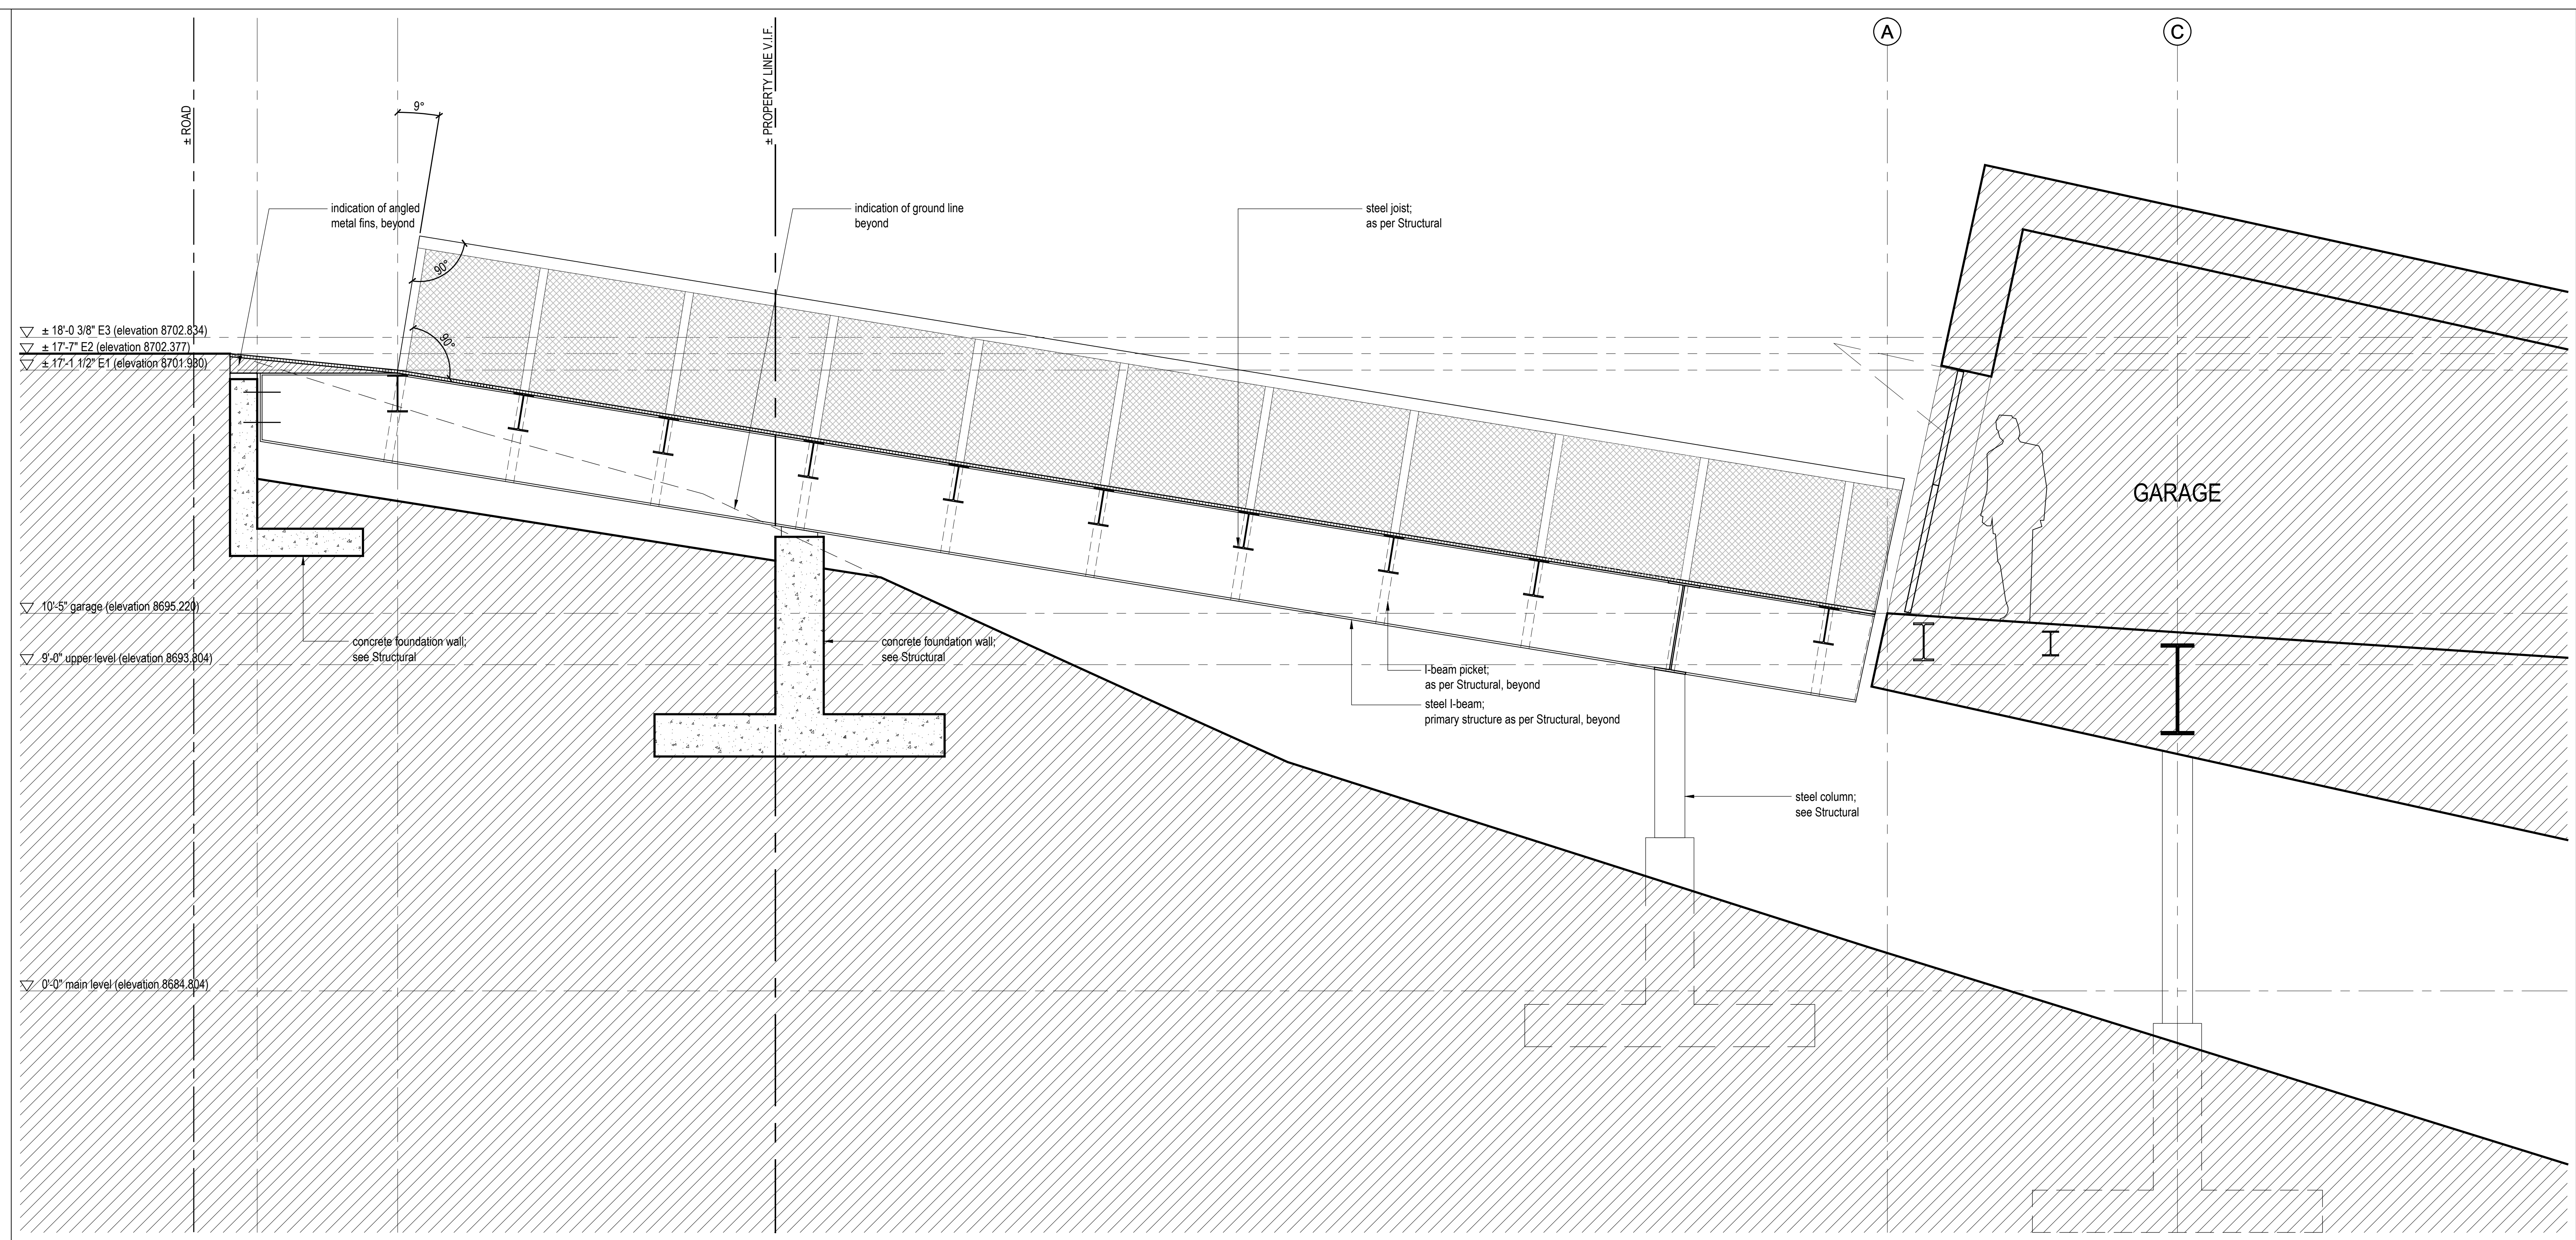 ± ROAD
± PROPERTY LINE V.I.F.
A
C
9°
indication of angled
metal fins, beyond
indication of ground line
beyond
steel joist;
as per Structural
90°
90°
± 18'-0 3/8" E3 (elevation 8702.834)
± 17'-7" E2 (elevation 8702.377)
± 17'-1 1/2" E1 (elevation 8701.930)
GARAGE
10'-5" garage (elevation 8695.220)
concrete foundation wall;
see Structural
concrete foundation wall;
see Structural
9'-0" upper level (elevation 8693.804)
I-beam picket;
as per Structural, beyond
steel I-beam;
primary structure as per Structural, beyond
steel column;
see Structural
0'-0" main level (elevation 8684.804)